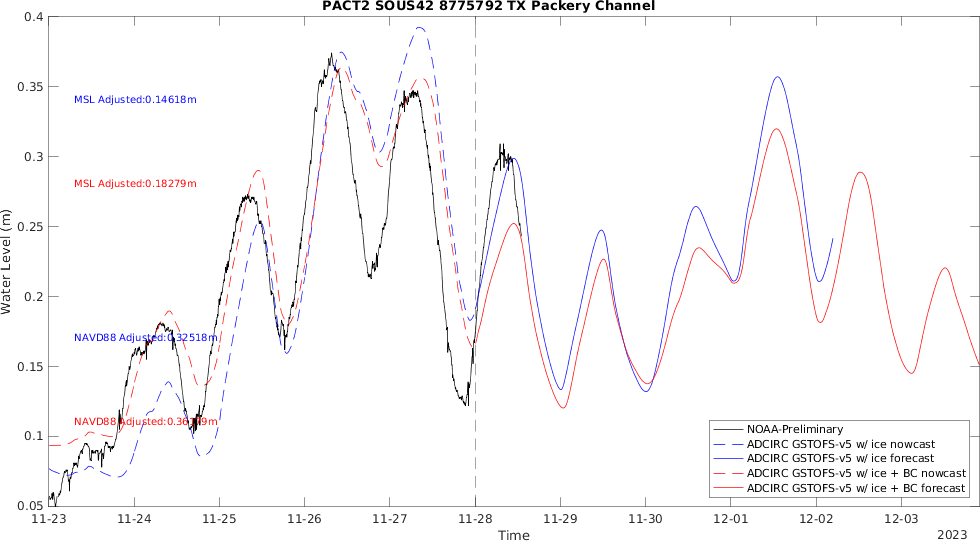 PACT2 SOUS42 8775792 TX Packery Channel
0.4
0.35
0.3
0.25
0.2
0.15
0.1
0.05
Water Level (m)
MSL Adjusted:0.14618m
MSL Adjusted:0.18279m
NAVD88 Adjusted:0.32518m
NAVD88 Adjusted:
NOAA-Preliminary
ADCIRC GSTOFS-v5 w/ ice nowcast
ADCIRC GSTOFS-v5 w/ ice forecast
ADCIRC GSTOFS-v5 w/ ice + BC nowcast
ADCIRC GSTOFS-v5 w/ ice + BC forecast
11-23 11-24 11-25 11-26 11-27 11-28 11-29 11-30 12-01 12-02 12-03
Time
2023